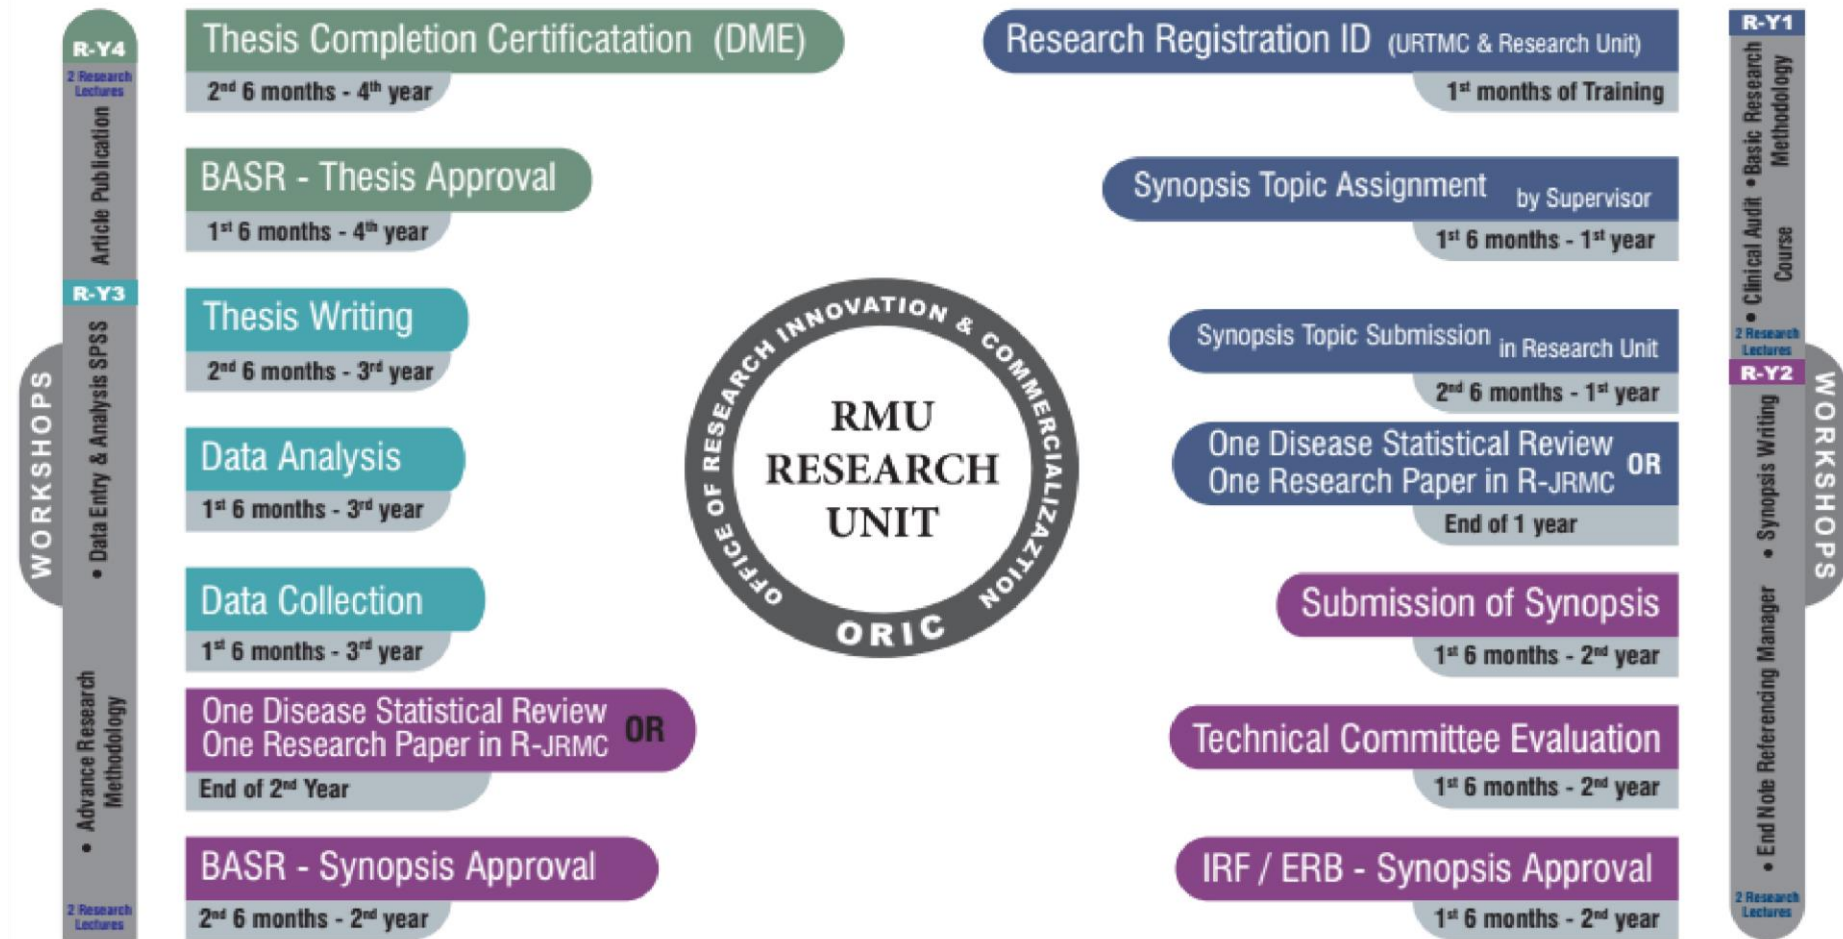 R-Y4
2 Research
Lectures
Article Publication
R-Y3
• Data Entry & Analysis SPSS
• Advance Research
Methodology
2 Research
Lectures
WORKSHOPS
Thesis Completion Certificatation (DME)
2nd 6 months - 4th year
BASR - Thesis Approval
1st 6 months - 4th year
Thesis Writing
2nd 6 months - 3rd year
Data Analysis
1st 6 months - 3rd year
Data Collection
1st 6 months - 3rd year
One Disease Statistical Review
One Research Paper in R-JRMC OR
End of 2nd Year
BASR - Synopsis Approval
2nd 6 months - 2nd year
OFFICE OF RESEARCH INNOVATION & COMMERCIALIZAZTION
ORIC
RMU
RESEARCH
UNIT
Research Registration ID (URTMC & Research Unit)
1st months of Training
Synopsis Topic Assignment by Supervisor
1st 6 months - 1st year
Synopsis Topic Submission in Research Unit
2nd 6 months - 1st year
One Disease Statistical Review
One Research Paper in R-JRMC OR
End of 1 year
Submission of Synopsis
1st 6 months - 2nd year
Technical Committee Evaluation
1st 6 months - 2nd year
IRF / ERB - Synopsis Approval
1st 6 months - 2nd year
R-Y1
• Clinical Audit • Basic Research
Course Methodology
2 Research
Lectures
R-Y2
• End Note Referencing Manager • Synopsis Writing
2 Research
Lectures
WORKSHOPS